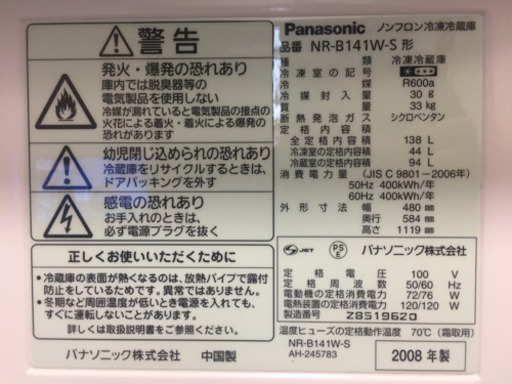 警告
発火・爆発の恐れあり
庫内では脱臭器等の
電気製品を使用しない
冷媒が漏れていると電気製品の接点の
火花による着火・着火による爆発の
恐れがあります。
幼児閉じ込められの恐れあり
冷蔵庫をリサイクルするときは、
ドアパッキングを外す
感電の恐れあり
お手入れのときは、
必ず電源プラグを抜く
正しくお使いいただくために
●冷蔵庫の表面が熱くなるのは、放熱パイプで露付
防止をしているためです。異常ではありません。
●冬期など周囲温度が低いとき電源を入れても、
すぐに運転しないことがあります。
詳しくは取扱説明書をご覧ください。
パナソニック株式会社 中国製
Panasonic ノンフロン冷凍冷蔵庫
品番 NR-B141W-S 形
種類 冷凍冷蔵庫
冷凍室の記号
冷媒 R600a
冷媒封入量 30 g
質量 33 kg
断熱発泡ガス シクロペンタン
定格内容積
全定格内容積 138 L
冷凍室の定格内容積 44 L
冷蔵室の定格内容積 94 L
消費電力量 (JIS C 9801-2006年)
50Hz 400kWh/年
60Hz 400kWh/年
外形寸法 幅 480 mm
奥行 584 mm
高さ 1119 mm
S JET PS E パナソニック株式会社
定格電圧 100 V
定格周波数 50/60 Hz
電動機の定格消費電力 72/76 W
電熱装置の定格消費電力 120/120 W
製造番号 Z8519620
温度ヒューズの定格動作温度 70℃ (霜取用)
NR-B141W-S
AH-245783
2008 年製